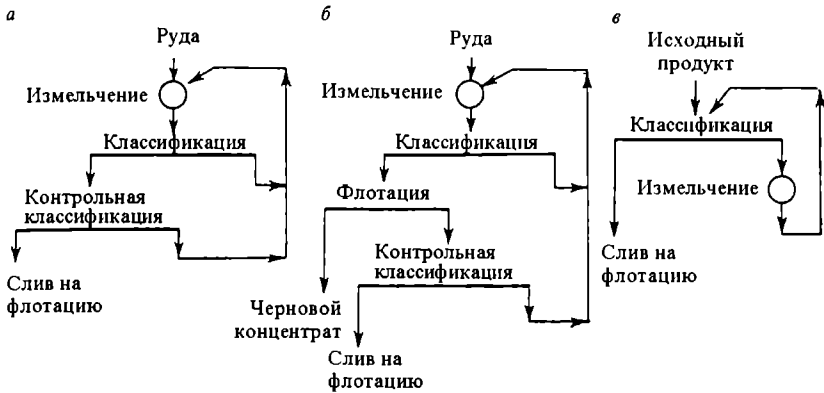 а
Руда
Измельчение
Классификация
Контрольная
классификация
Слив на
флотацию
б
Руда
Измельчение
Классификация
Флотация
Контрольная
классификация
Черновой
концентрат
Слив на
флотацию
в
Исходный
продукт
Классификация
Измельчение
Слив на
флотацию